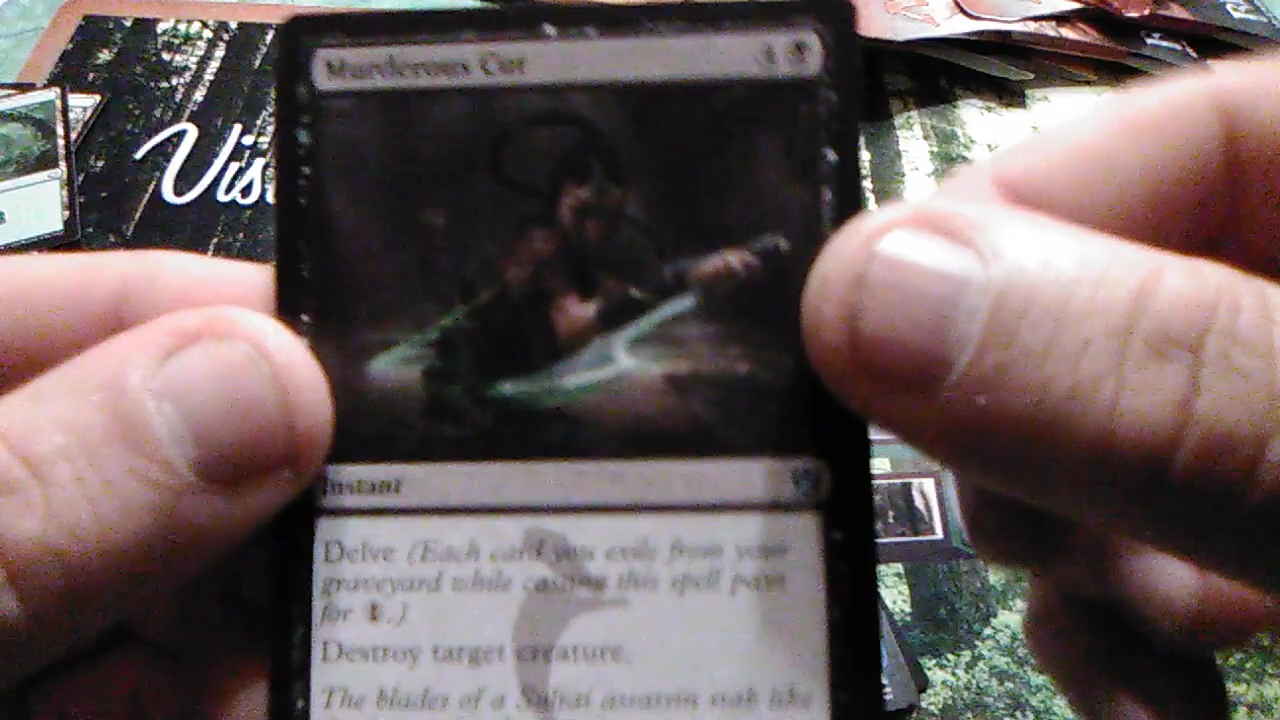 Murderous Cut
Vis
Instant
Delve (Each card you exile from your
graveyard while casting this spell pays
for 1.)
Destroy target creature.
The blades of a Sultai assassin stab like